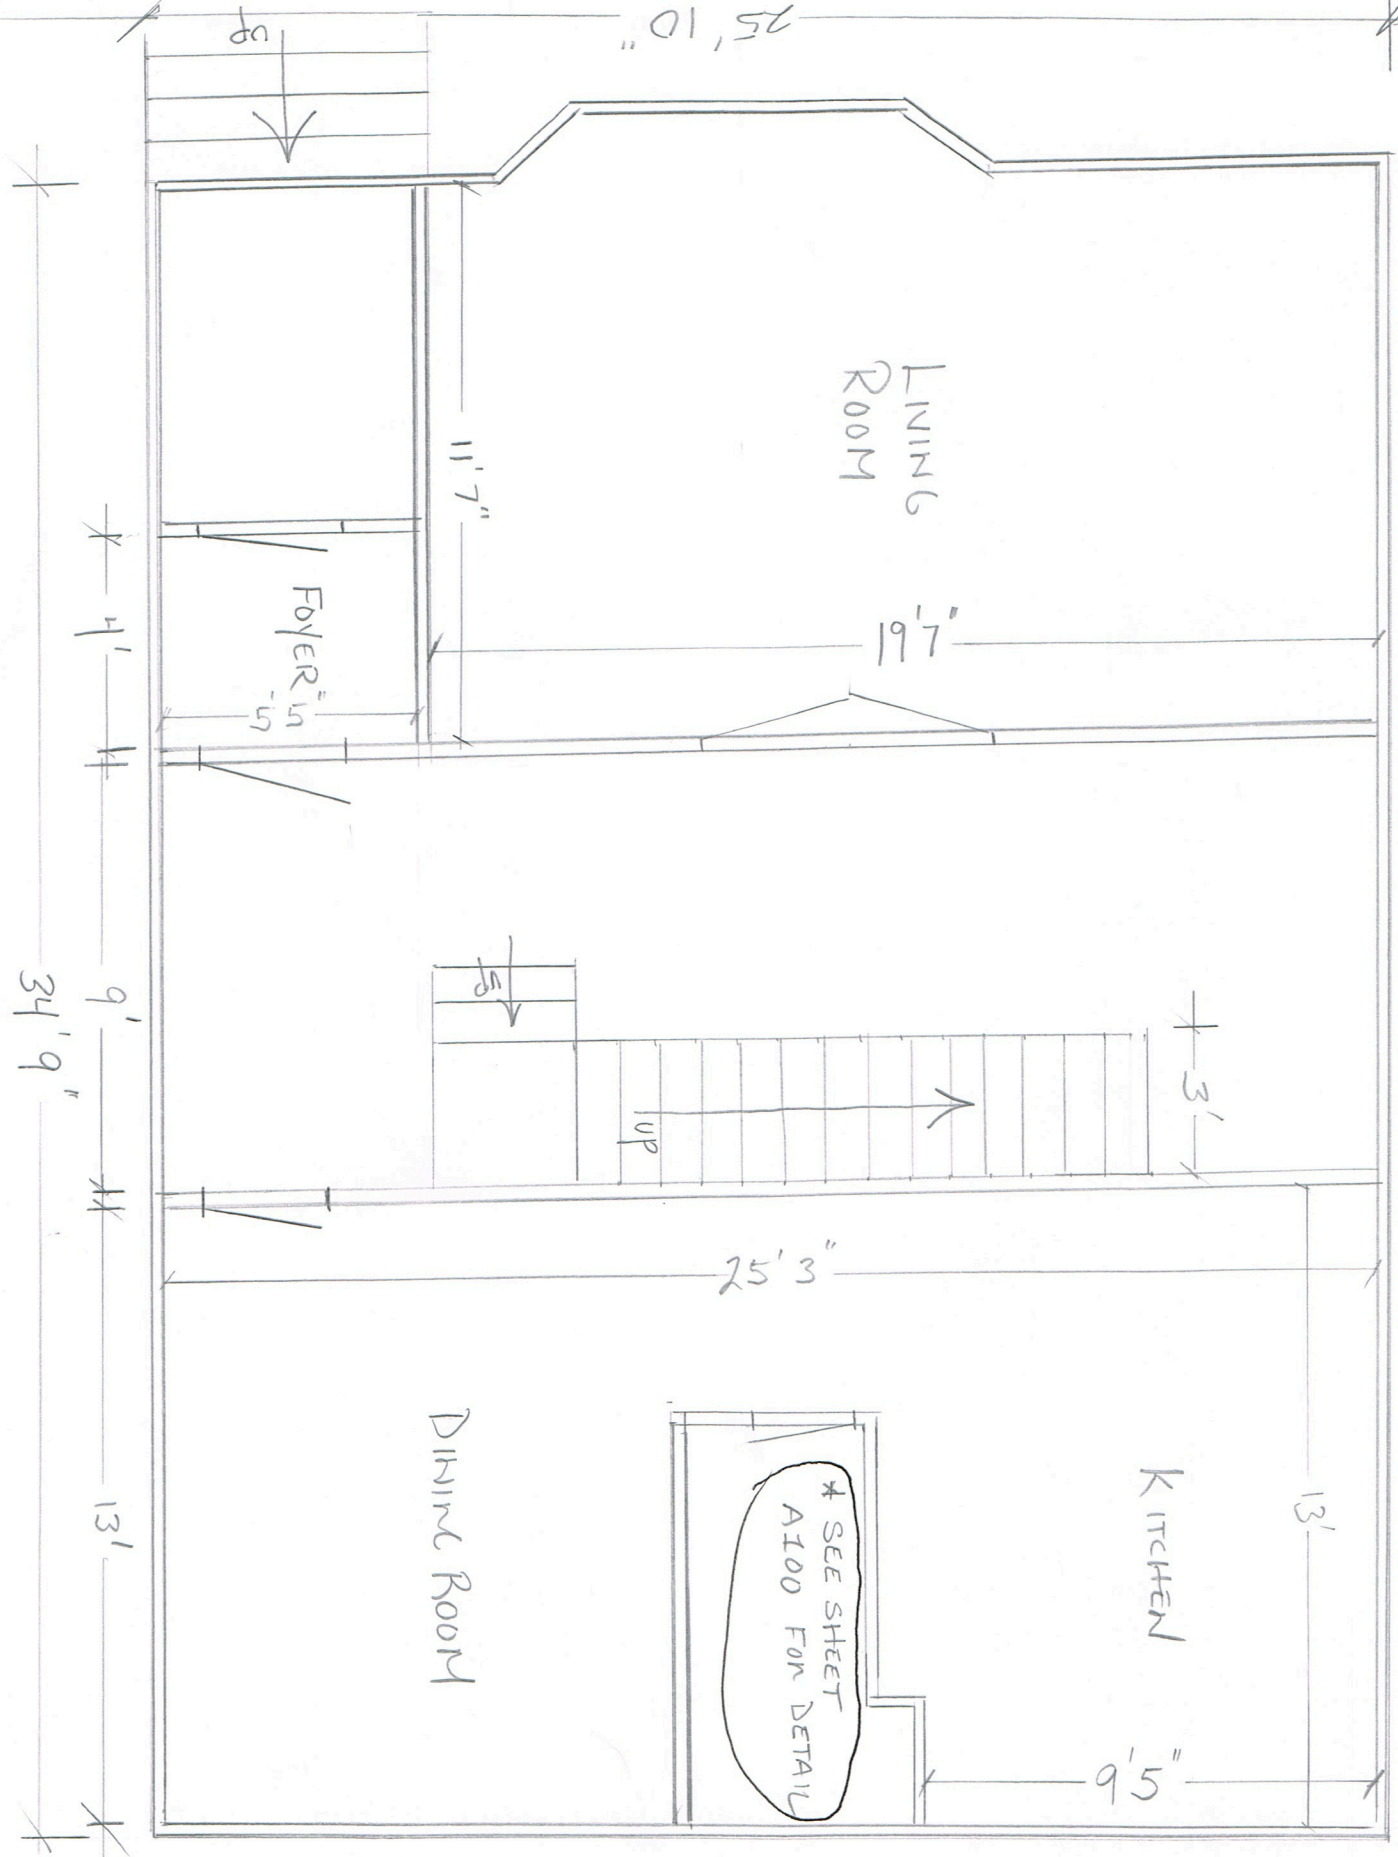 25' 10"
up
LIVING
ROOM
11'7"
19'7"
4'
FOYER
5'5"
9'
34' 9"
up
up
3'
25' 3"
DINING ROOM
KITCHEN
13'
13'
* SEE SHEET
A100 FOR DETAIL
9'5"